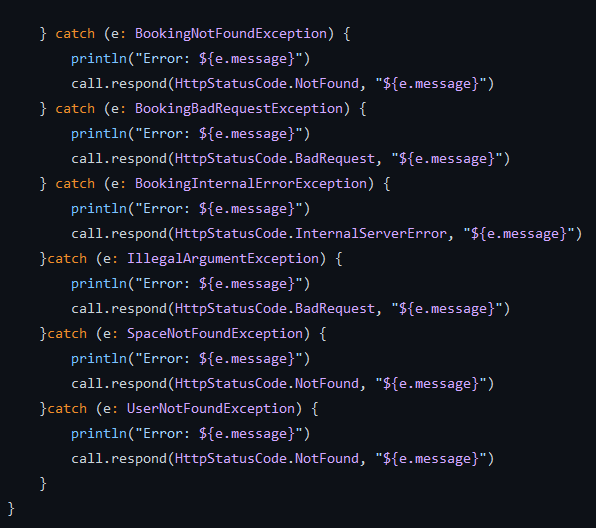 } catch (e: BookingNotFoundException) {
        println("Error: ${e.message}")
        call.respond(HttpStatusCode.NotFound, "${e.message}")
    } catch (e: BookingBadRequestException) {
        println("Error: ${e.message}")
        call.respond(HttpStatusCode.BadRequest, "${e.message}")
    } catch (e: BookingInternalErrorException) {
        println("Error: ${e.message}")
        call.respond(HttpStatusCode.InternalServerError, "${e.message}")
    }catch (e: IllegalArgumentException) {
        println("Error: ${e.message}")
        call.respond(HttpStatusCode.BadRequest, "${e.message}")
    }catch (e: SpaceNotFoundException) {
        println("Error: ${e.message}")
        call.respond(HttpStatusCode.NotFound, "${e.message}")
    }catch (e: UserNotFoundException) {
        println("Error: ${e.message}")
        call.respond(HttpStatusCode.NotFound, "${e.message}")
    }
}